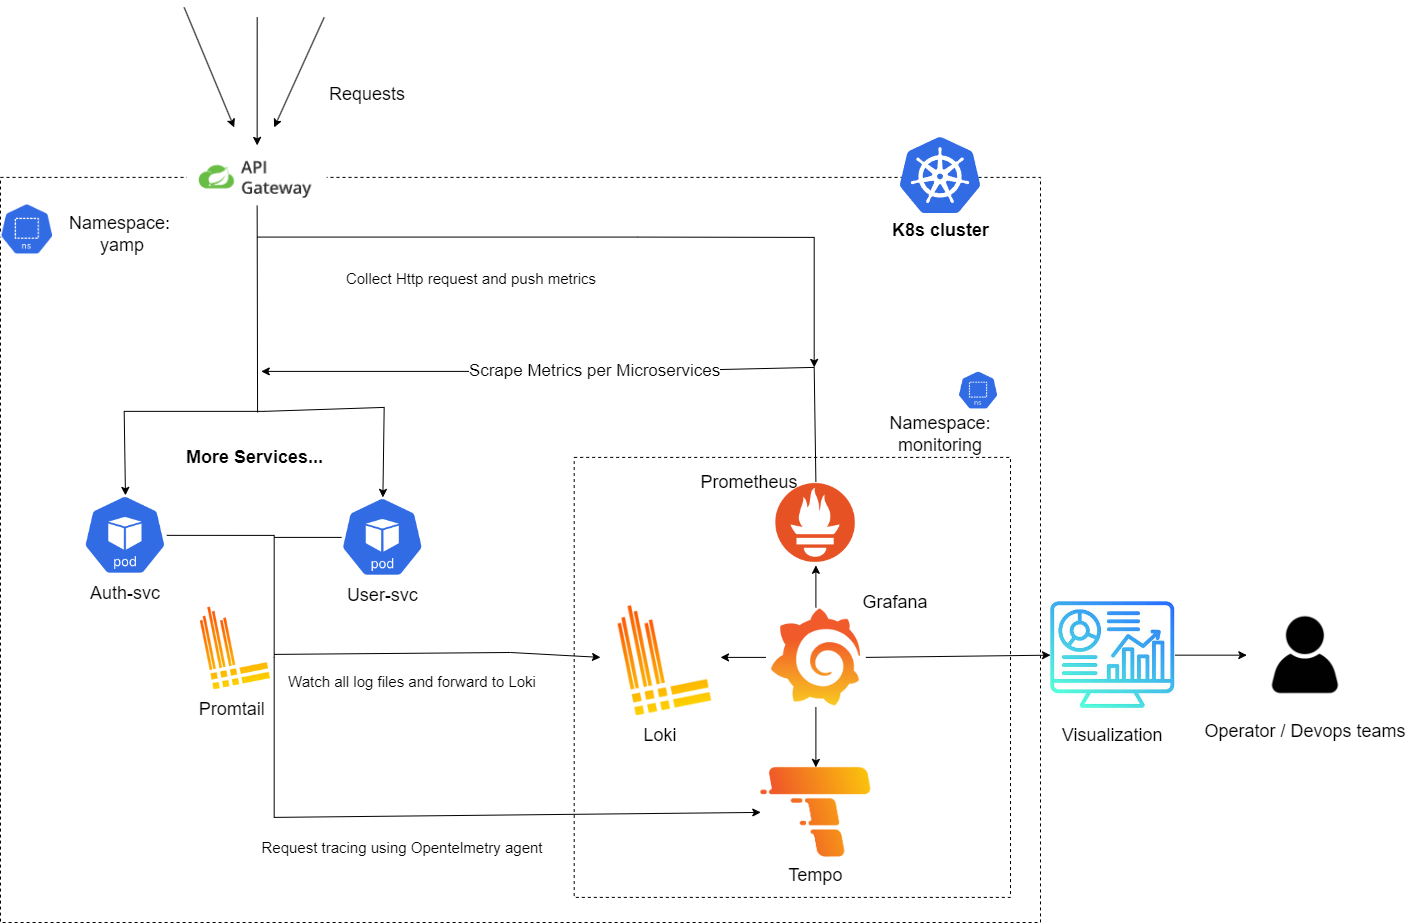 Requests
API
Gateway
ns
Namespace:
yamp
K8s cluster
Collect Http request and push metrics
Scrape Metrics per Microservices
ns
Namespace:
monitoring
More Services...
Prometheus
pod
Auth-svc
pod
User-svc
Grafana
Promtail
Watch all log files and forward to Loki
Loki
Visualization
Operator / Devops teams
Request tracing using Opentelmetry agent
Tempo